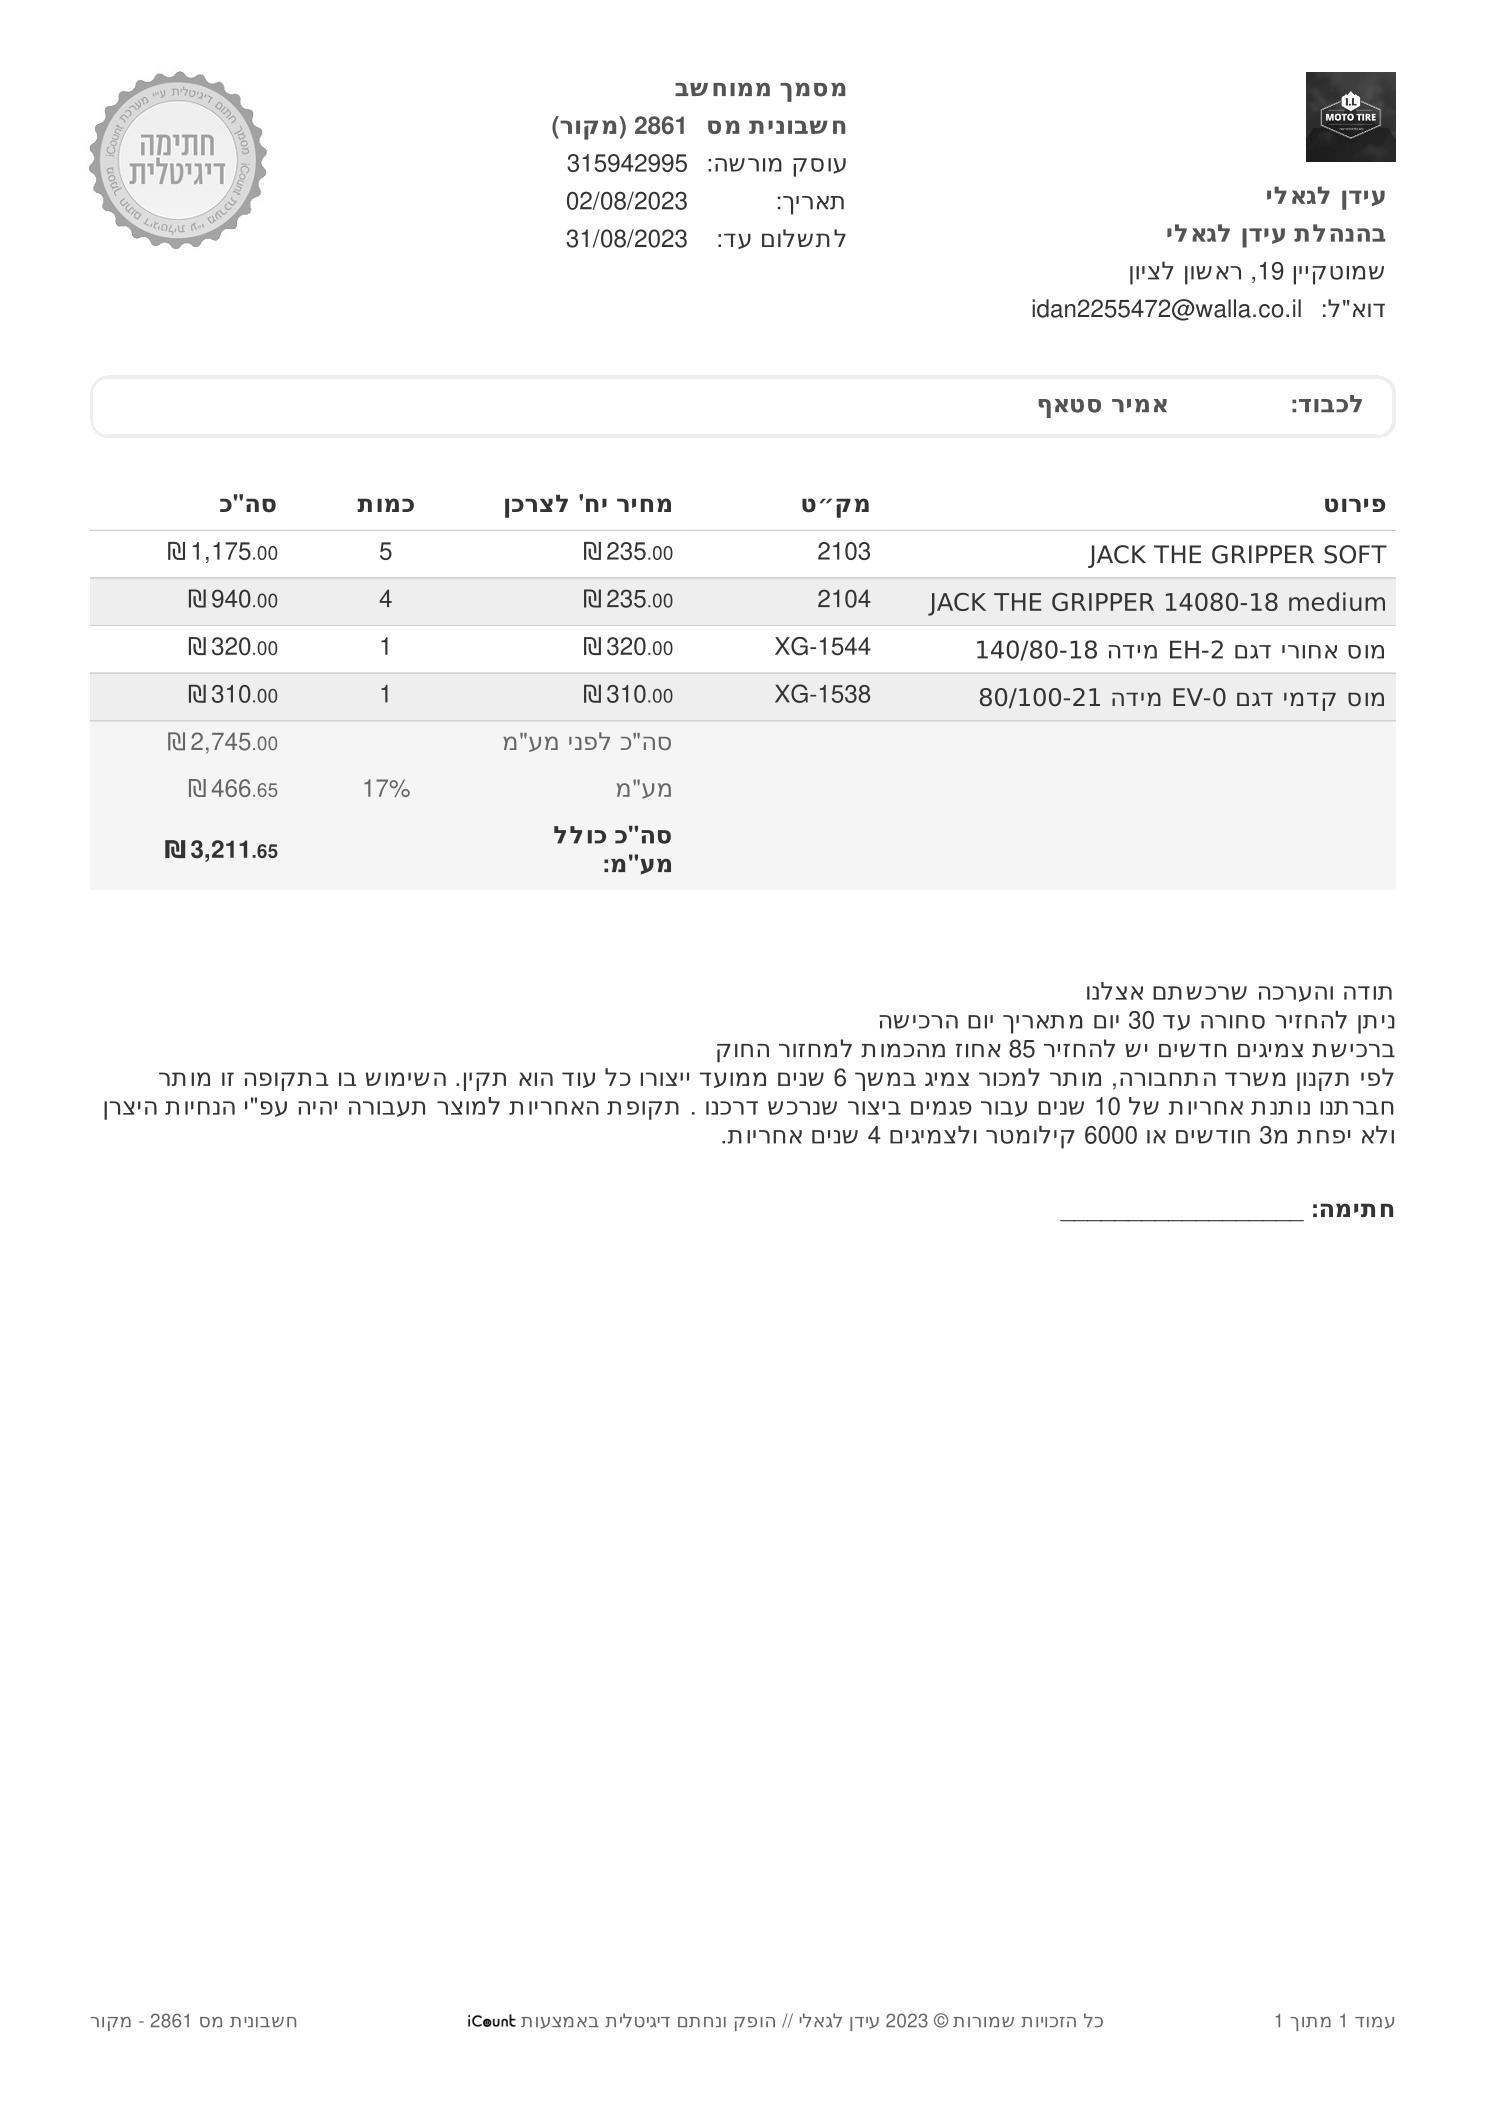 I.L
MOTO TIRE
עידן לגאלי
בהנהלת עידן לגאלי
שמוטקיין 19, ראשון לציון
דוא"ל: idan2255472@walla.co.il
מסמך ממוחשב
חשבונית מס 2861 (מקור)
עוסק מורשה: 315942995
תאריך: 02/08/2023
לתשלום עד: 31/08/2023
חתימה
דיגיטלית
מסמך חתום דיגיטלית ע״י מערכת iCount
מסמך חתום דיגיטלית ע״י מערכת iCount
לכבוד: אמיר סטאף
פירוט מק״ט מחיר יח' לצרכן כמות סה"כ
JACK THE GRIPPER SOFT 2103 ₪235.00 5 ₪1,175.00
JACK THE GRIPPER 14080-18 medium 2104 ₪235.00 4 ₪940.00
מוס אחורי דגם EH-2 מידה 140/80-18 XG-1544 ₪320.00 1 ₪320.00
מוס קדמי דגם EV-0 מידה 80/100-21 XG-1538 ₪310.00 1 ₪310.00
סה"כ לפני מע"מ ₪2,745.00
מע"מ 17% ₪466.65
סה"כ כולל
מע"מ: ₪3,211.65
תודה והערכה שרכשתם אצלנו
ניתן להחזיר סחורה עד 30 יום מתאריך יום הרכישה
ברכישת צמיגים חדשים יש להחזיר 85 אחוז מהכמות למחזור החוק
לפי תקנון משרד התחבורה, מותר למכור צמיג במשך 6 שנים ממועד ייצורו כל עוד הוא תקין. השימוש בו בתקופה זו מותר
חברתנו נותנת אחריות של 10 שנים עבור פגמים ביצור שנרכש דרכנו . תקופת האחריות למוצר תעבורה יהיה עפ"י הנחיות היצרן
ולא יפחת מ3 חודשים או 6000 קילומטר ולצמיגים 4 שנים אחריות.
חתימה: __________________
עמוד 1 מתוך 1 כל הזכויות שמורות © 2023 עידן לגאלי // הופק ונחתם דיגיטלית באמצעות iCount חשבונית מס 2861 - מקור